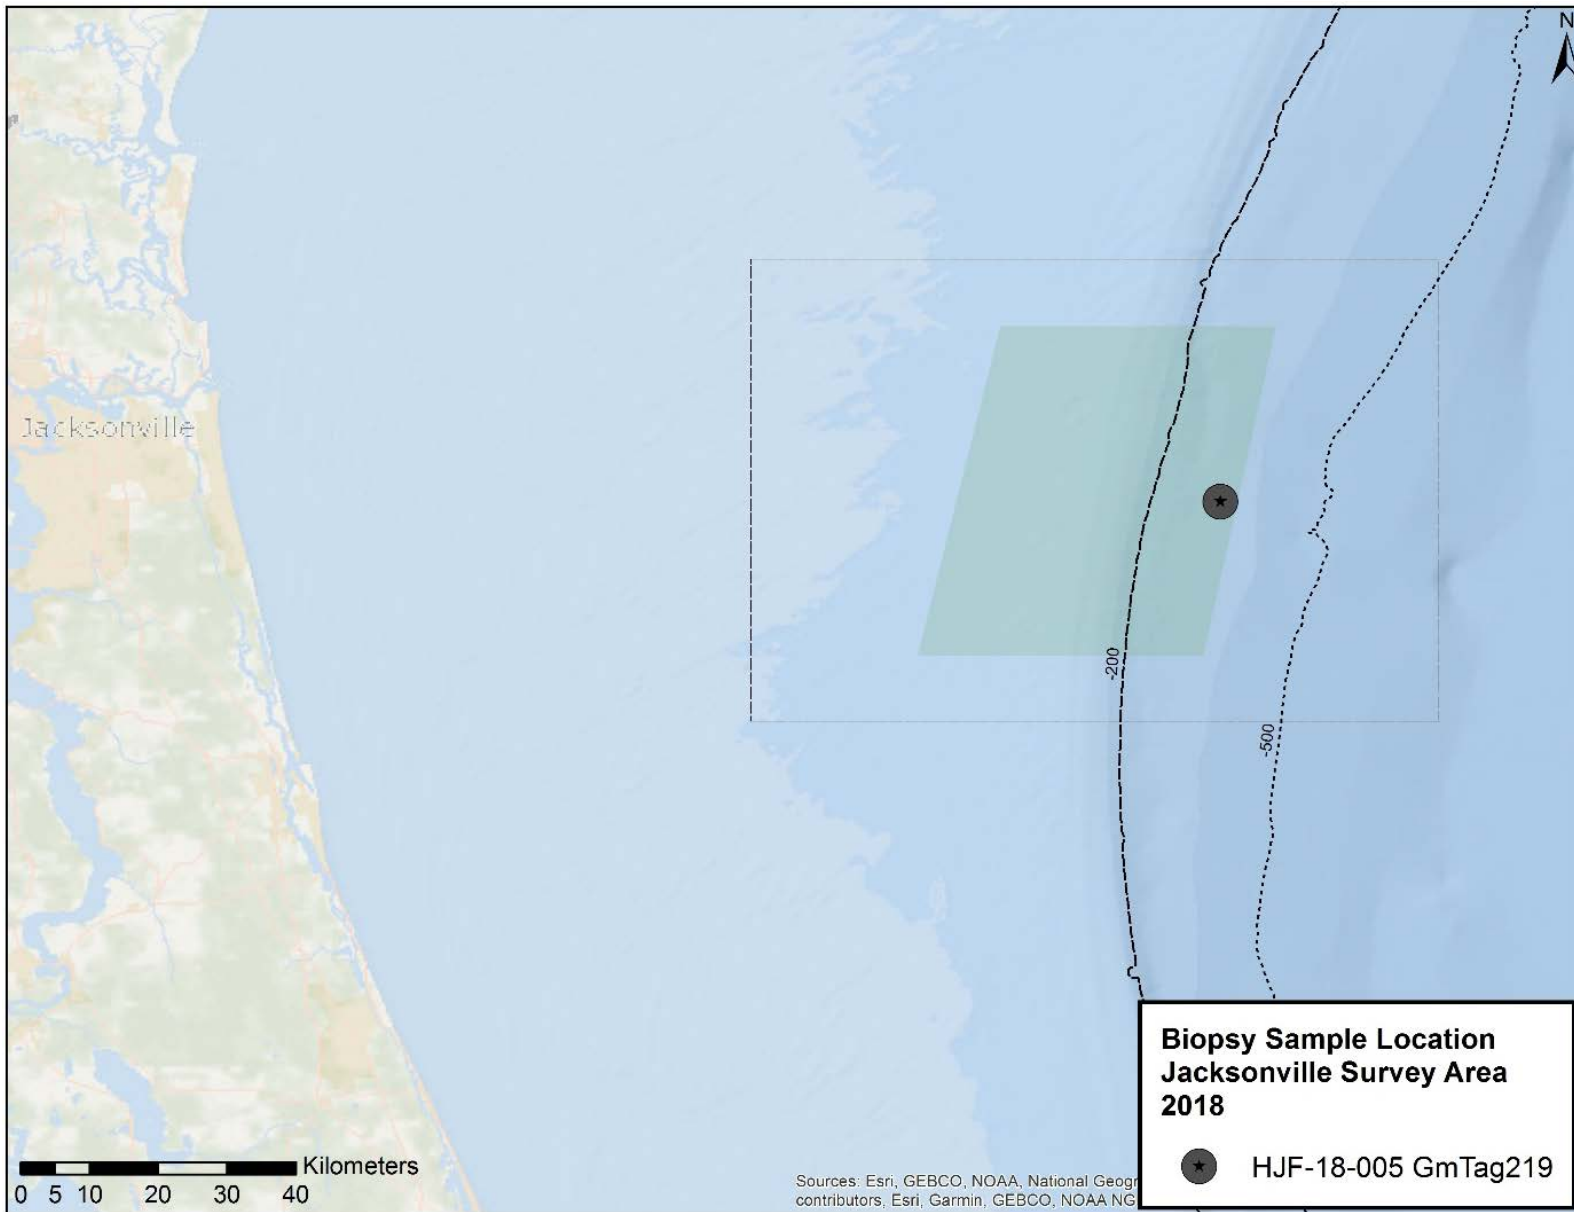 N
Jacksonville
-200
-500
Biopsy Sample Location
Jacksonville Survey Area
2018
HJF-18-005 GmTag219
Kilometers
0 5 10 20 30 40
Sources: Esri, GEBCO, NOAA, National Geogr
contributors, Esri, Garmin, GEBCO, NOAA NG